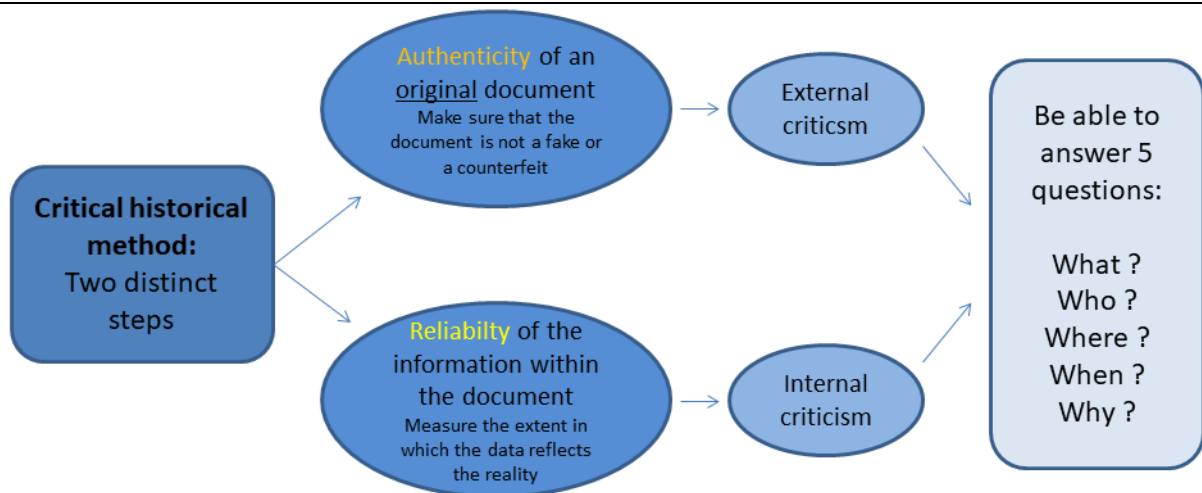 Critical historical
method:
Two distinct
steps
Authenticity of an
original document
Make sure that the
document is not a fake or
a counterfeit
External
criticsm
Reliabilty of the
information within
the document
Measure the extent in
which the data reflects
the reality
Internal
criticism
Be able to
answer 5
questions:
What ?
Who ?
Where ?
When ?
Why ?